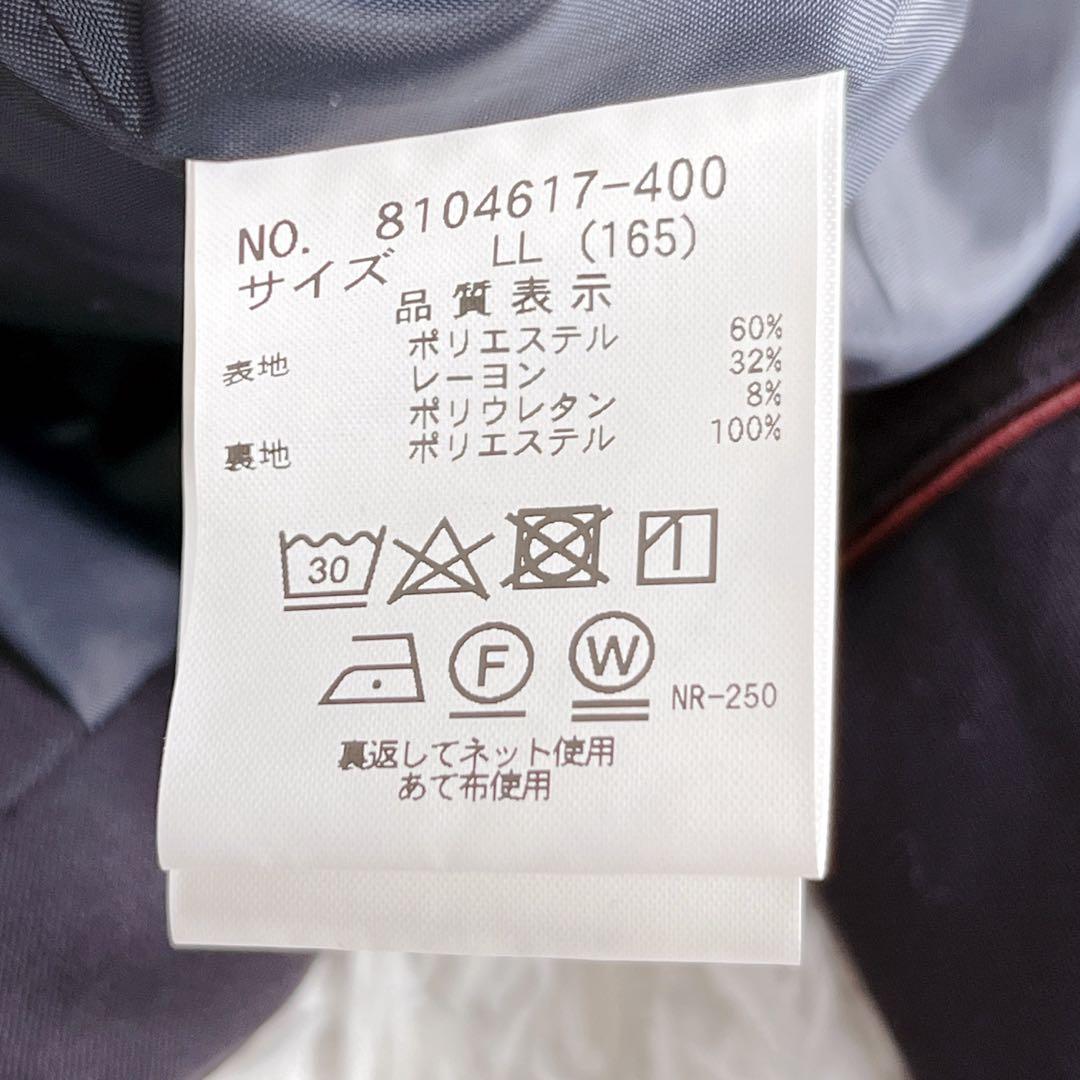 NO. 8104617-400
サイズ LL (165)
品質表示
表地 ポリエステル 60%
レーヨン 32%
ポリウレタン 8%
裏地 ポリエステル 100%
30
F W NR-250
裏返してネット使用
あて布使用